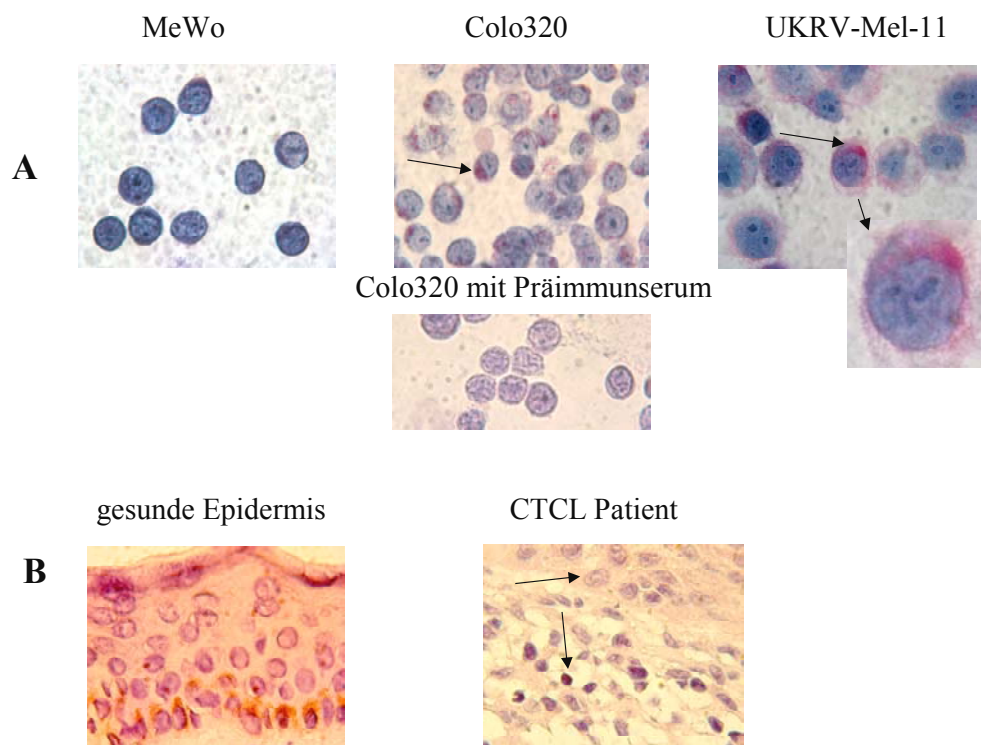 MeWo Colo320 UKRV-Mel-11
A
Colo320 mit Präimmunserum
gesunde Epidermis CTCL Patient
B